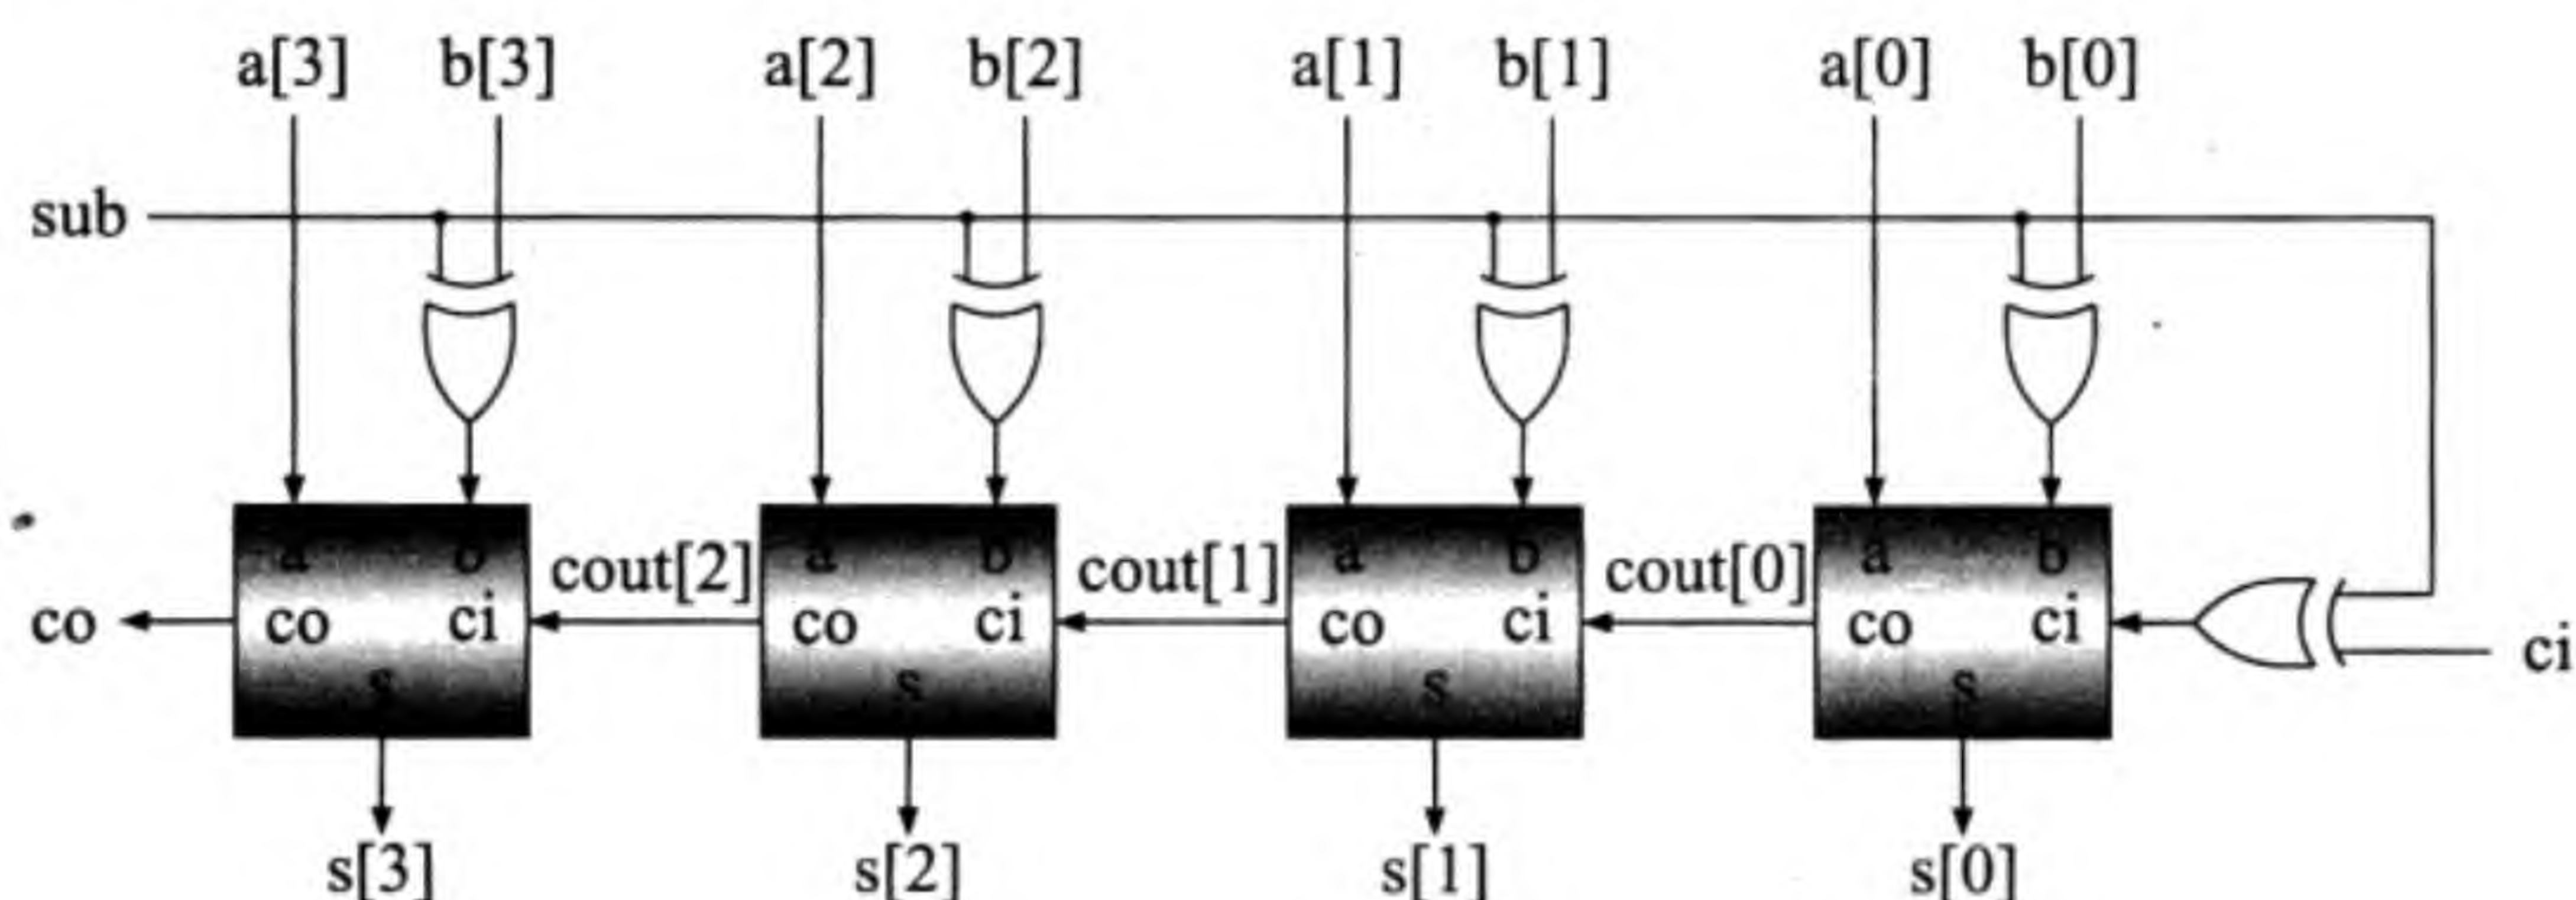 a[3] b[3] a[2] b[2] a[1] b[1] a[0] b[0]
sub
a b a b a b a b
cout[2] cout[1] cout[0]
co co ci co ci co ci co ci ci
s s s s
s[3] s[2] s[1] s[0]